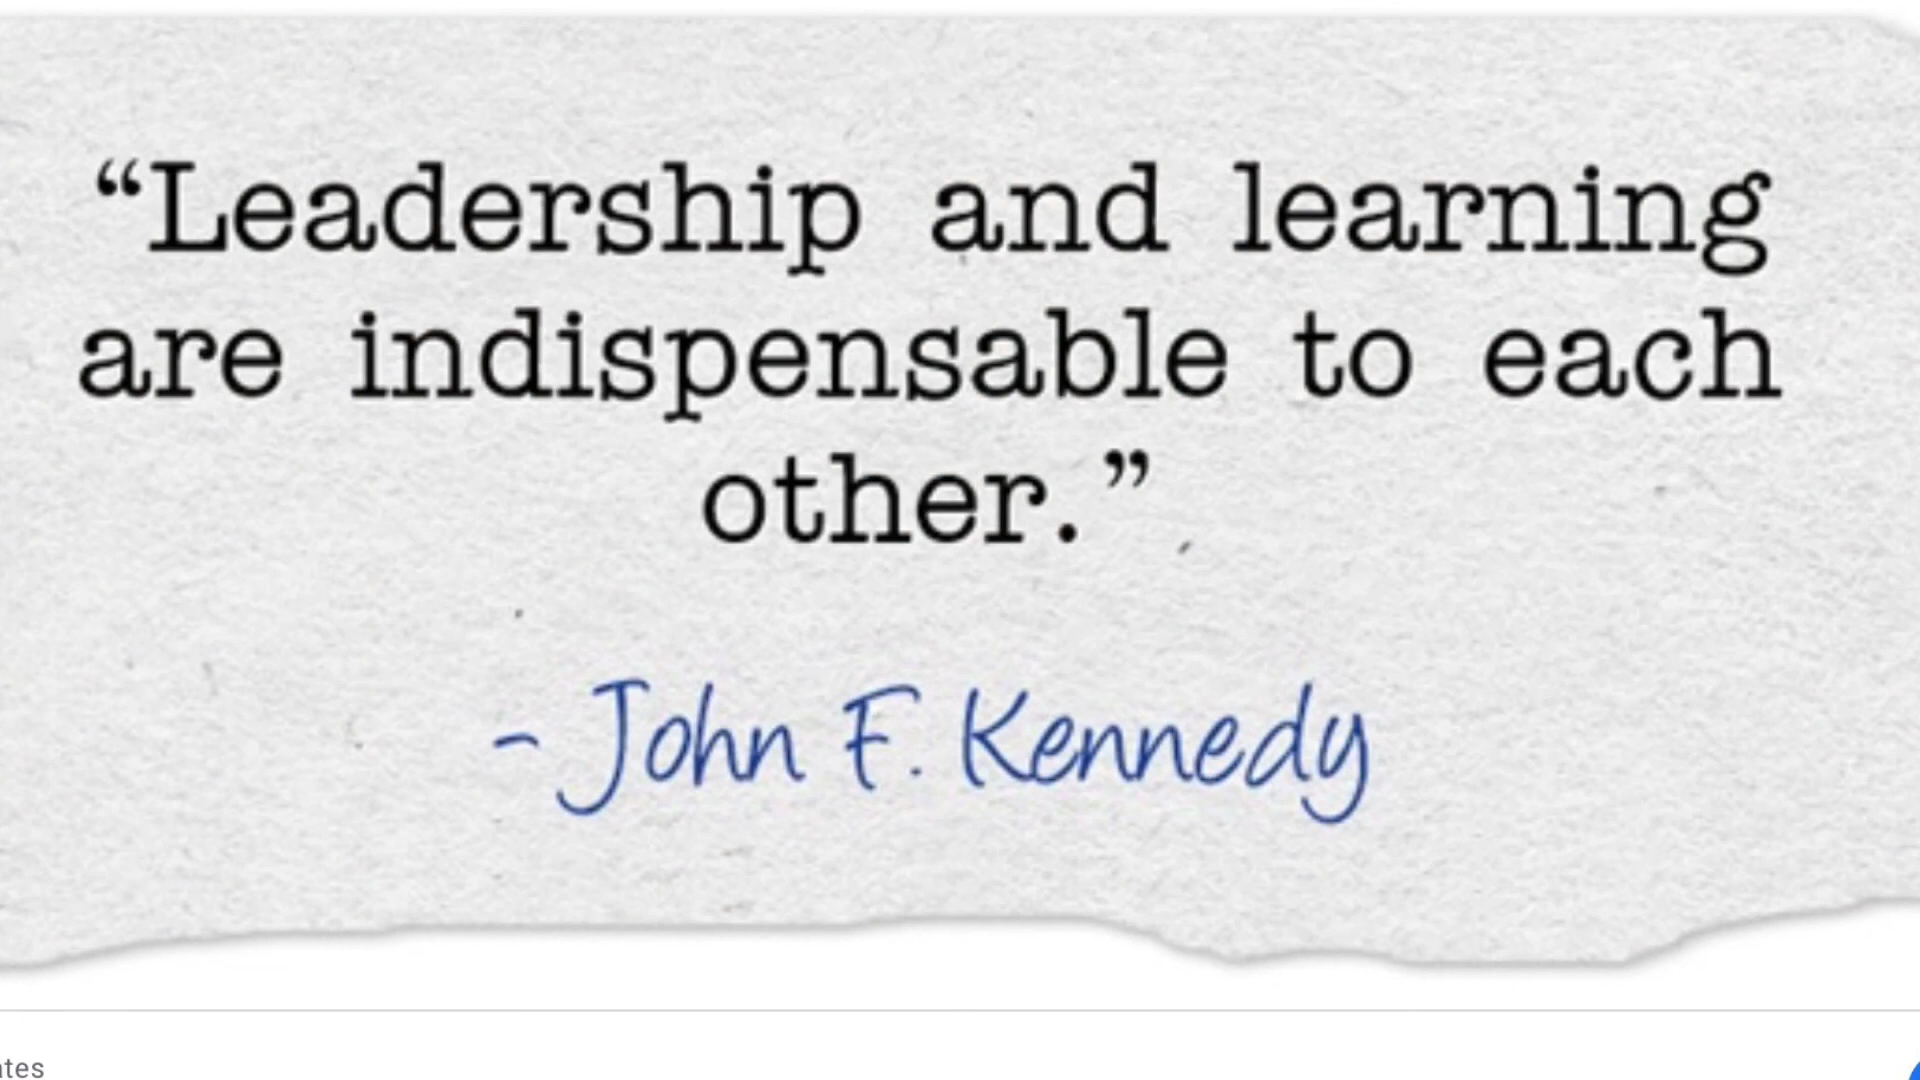 “Leadership and learning
are indispensable to each
other.”
- John F. Kennedy